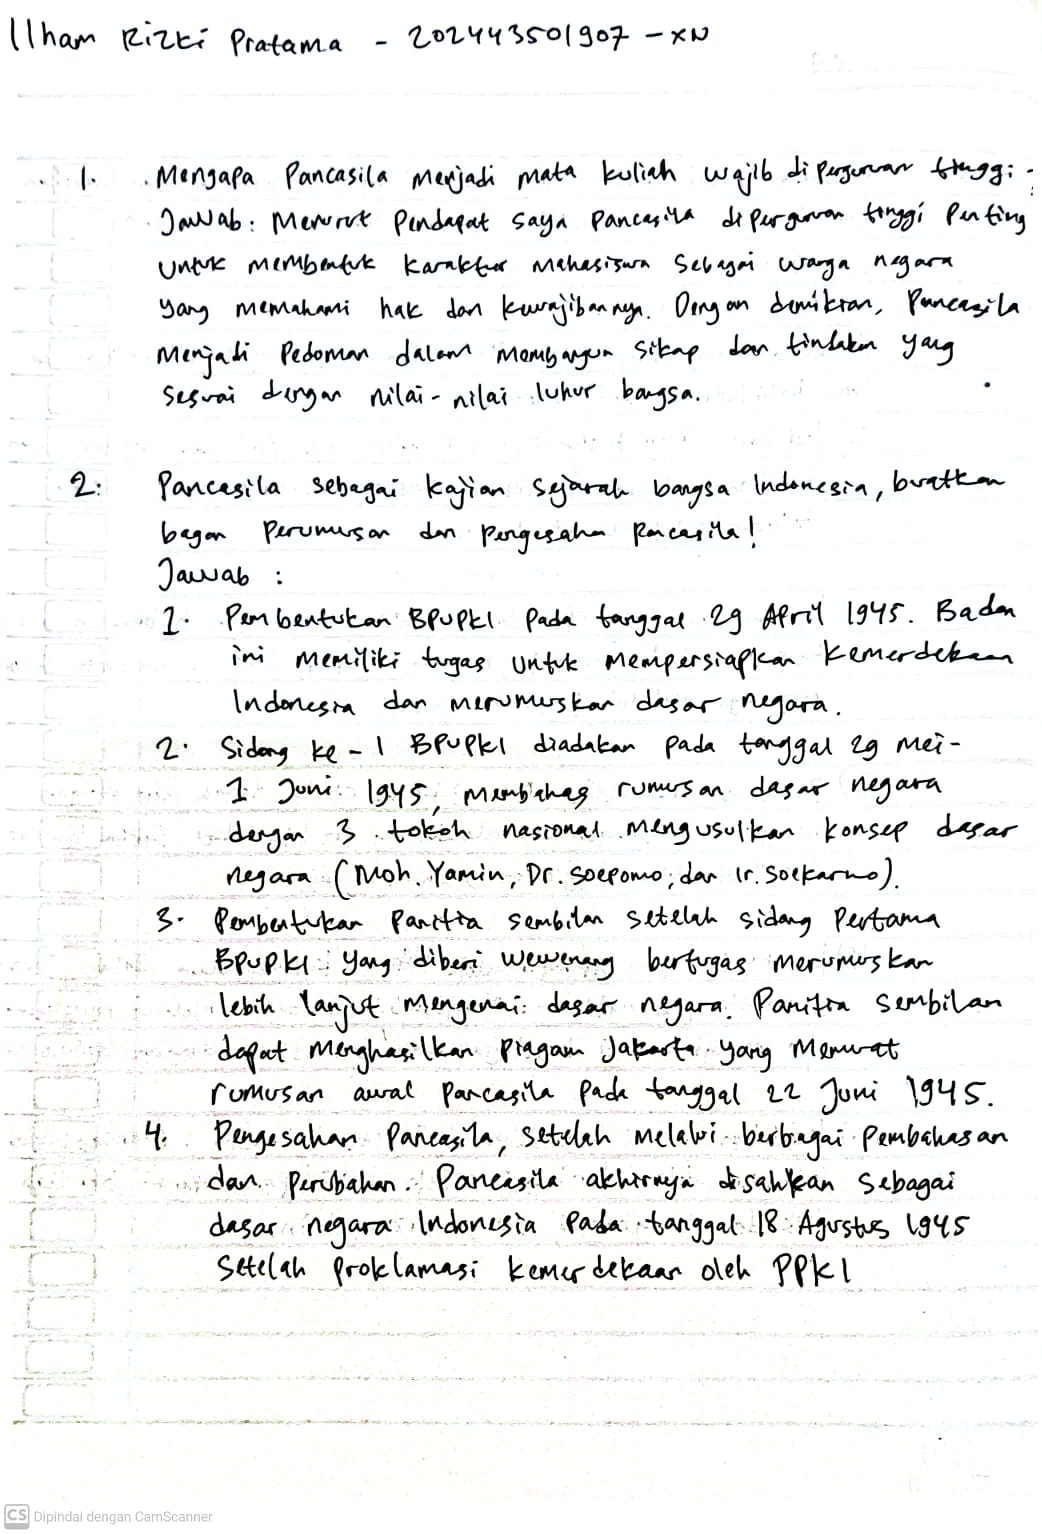 Ilham Rizki Pratama - 202443501907 - XN
1. Mengapa Pancasila menjadi mata kuliah wajib di perguruan tinggi
Jawab: Menurut Pendapat saya Pancasila di perguruan tinggi Penting
untuk membentuk karakter mahasiswa sebagai warga negara
yang memahami hak dan kewajibannya. Dengan demikian, Pancasila
Menjadi Pedoman dalam Membangun sikap dan tindakan yang
sesuai dengan nilai-nilai luhur bangsa.
2. Pancasila sebagai kajian sejarah bangsa Indonesia, buatkan
bagan Perumusan dan Pengesahan Pancasila!
Jawab :
1. Pembentukan BPUPKI Pada tanggal 29 April 1945. Badan
ini Memiliki tugas untuk Mempersiapkan Kemerdekaan
Indonesia dan Merumuskan dasar negara.
2. Sidang ke-1 BPUPKI diadakan pada tanggal 29 Mei-
1 Juni 1945, Membahas rumusan dasar negara
dengan 3 tokoh nasional Mengusulkan konsep dasar
negara (Moh. Yamin, Dr. Soepomo, dan Ir. Soekarno).
3. Pembentukan Panitia sembilan setelah sidang Pertama
BPUPKI yang diberi wewenang bertugas Merumuskan
lebih lanjut Mengenai dasar negara. Panitia Sembilan
dapat Menghasilkan Piagam Jakarta yang Memuat
rumusan awal Pancasila Pada tanggal 22 Juni 1945.
4. Pengesahan Pancasila, setelah Melalui berbagai Pembahasan
dan Perubahan. Pancasila akhirnya disahkan Sebagai
dasar negara Indonesia Pada tanggal 18 Agustus 1945
Setelah Proklamasi kemerdekaan oleh PPKI
CS Dipindai dengan CamScanner